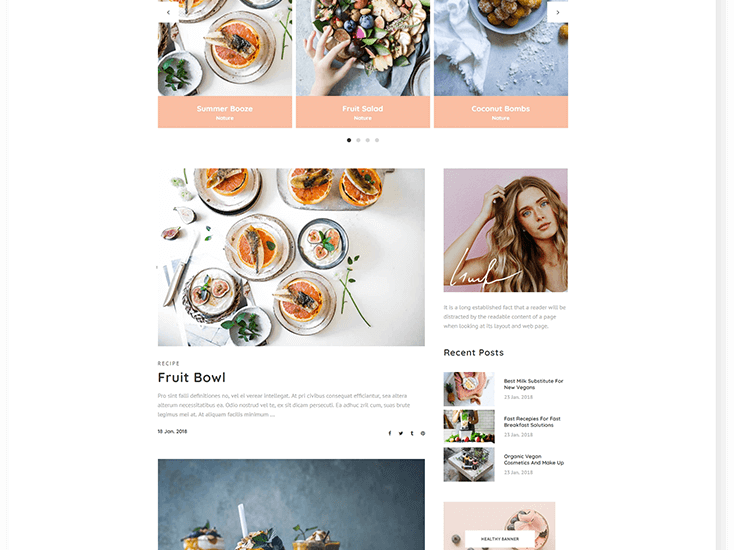 Summer Booze
Nature
Fruit Salad
Nature
Coconut Bombs
Nature
RECIPE
Fruit Bowl
Pro sint falli definitiones no, vel ei verear intellegat. At pri civibus consequat efficiantur, sea altera
alterum necessitatibus ea. Odio nostrud vel te, ex sit dicam persecuti. Ea adhuc zril cum, suas brute
legimus mei at. At aliquam facilis minimum....
18 Jan. 2018
It is a long established fact that a reader will be
distracted by the readable content of a page
when looking at its layout and web page.
Recent Posts
Best Milk Substitute For
New Vegans
23 Jan, 2018
Fast Recepies For Fast
Breakfast Solutions
23 Jan, 2018
Organic Vegan
Cosmetics And Make Up
23 Jan, 2018
HEALTHY BANNER